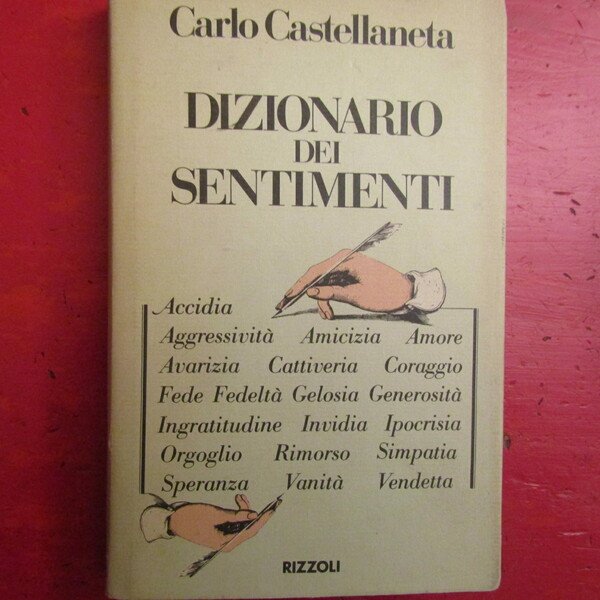 Carlo Castellaneta
DIZIONARIO
DEI
SENTIMENTI
Accidia
Aggressività Amicizia Amore
Avarizia Cattiveria Coraggio
Fede Fedeltà Gelosia Generosità
Ingratitudine Invidia Ipocrisia
Orgoglio Rimorso Simpatia
Speranza Vanità Vendetta
RIZZOLI